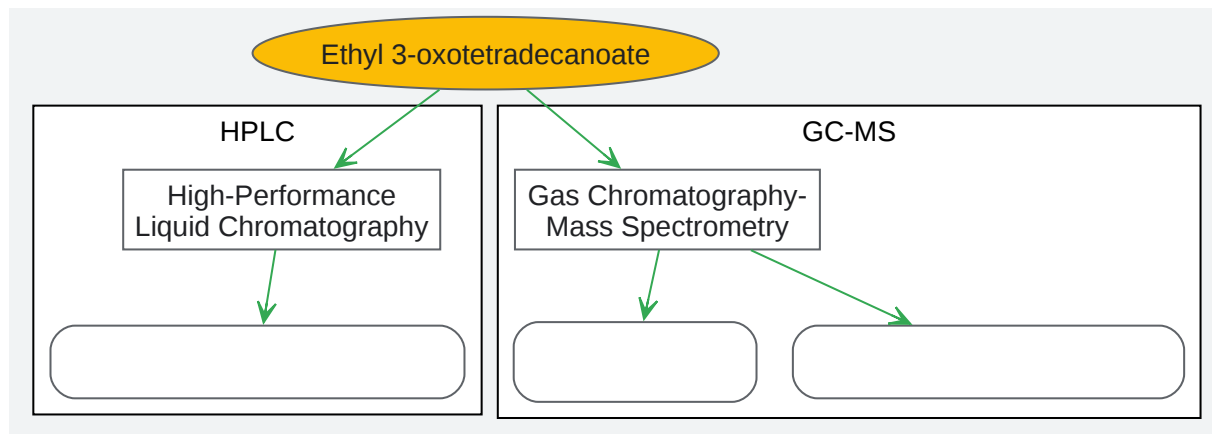 Ethyl 3-oxotetradecanoate
HPLC
High-Performance
Liquid Chromatography
GC-MS
Gas Chromatography-
Mass Spectrometry